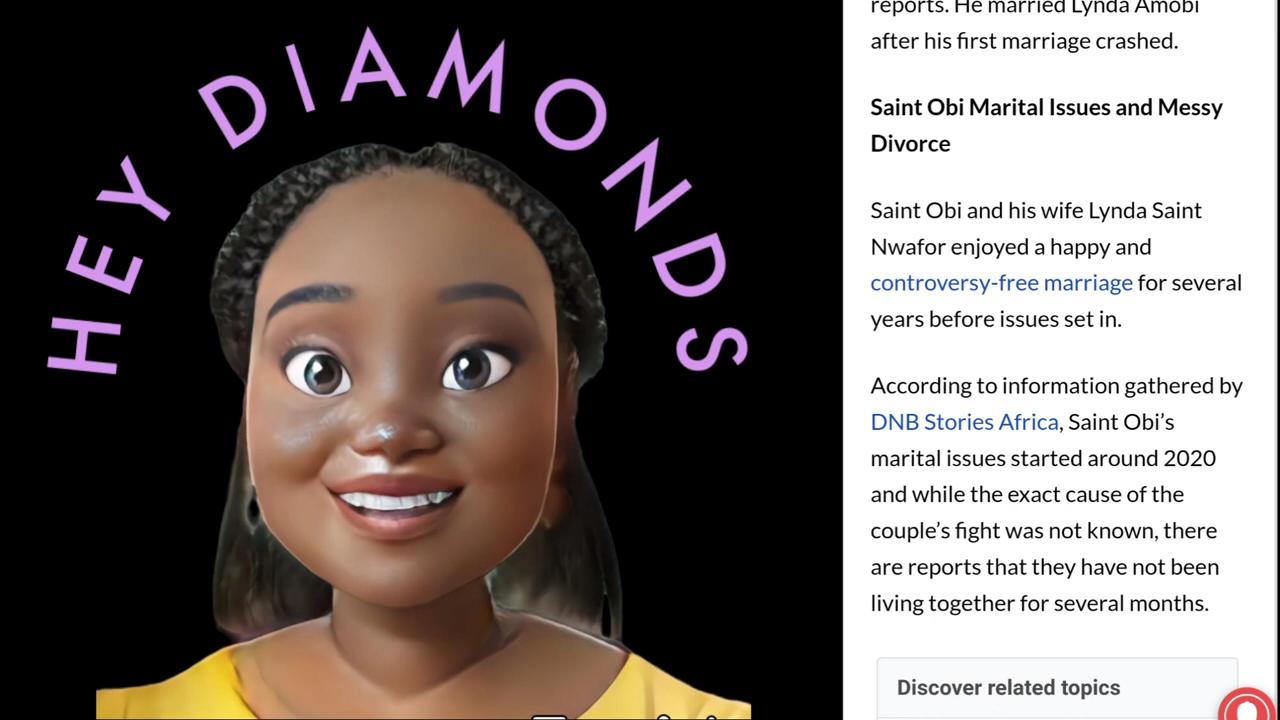 HEY DIAMONDS
reports. He married Lynda Amobi
after his first marriage crashed.
Saint Obi Marital Issues and Messy
Divorce
Saint Obi and his wife Lynda Saint
Nwafor enjoyed a happy and
controversy-free marriage for several
years before issues set in.
According to information gathered by
DNB Stories Africa, Saint Obi’s
marital issues started around 2020
and while the exact cause of the
couple’s fight was not known, there
are reports that they have not been
living together for several months.
Discover related topics